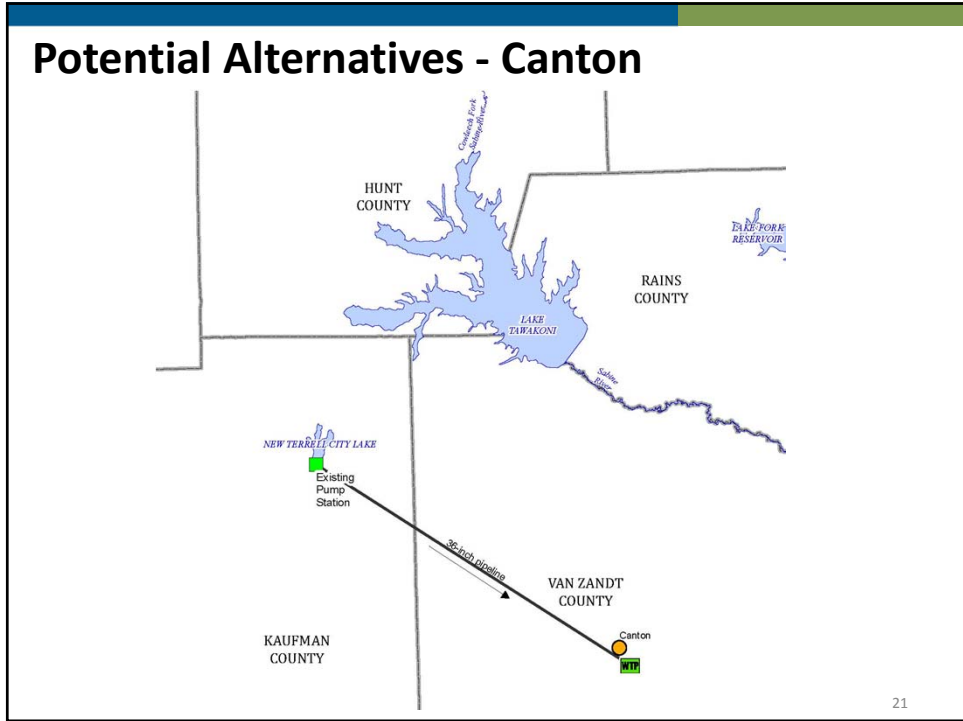 Potential Alternatives - Canton
Cowleech Fork
Sabine River
HUNT
COUNTY
LAKE FORK
RESERVOIR
RAINS
COUNTY
LAKE
TAWAKONI
Sabine
River
NEW TERRELL CITY LAKE
Existing
Pump
Station
36-inch pipeline
VAN ZANDT
COUNTY
KAUFMAN
COUNTY
Canton
WTP
21